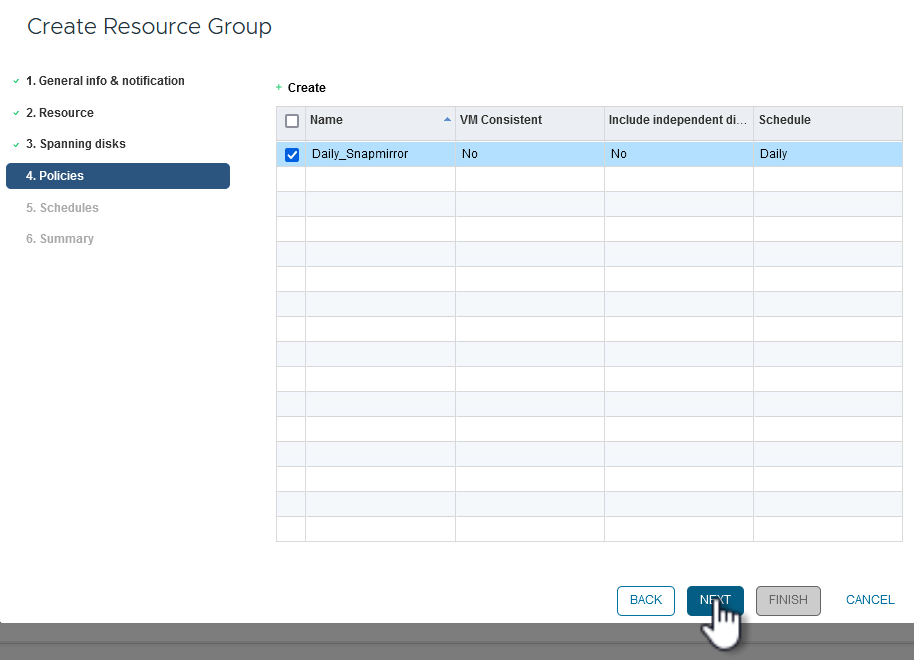 Create Resource Group
1. General info & notification
2. Resource
3. Spanning disks
4. Policies
5. Schedules
6. Summary
+ Create
Name VM Consistent Include independent di... Schedule
Daily_Snapmirror No No Daily
BACK NEXT FINISH CANCEL